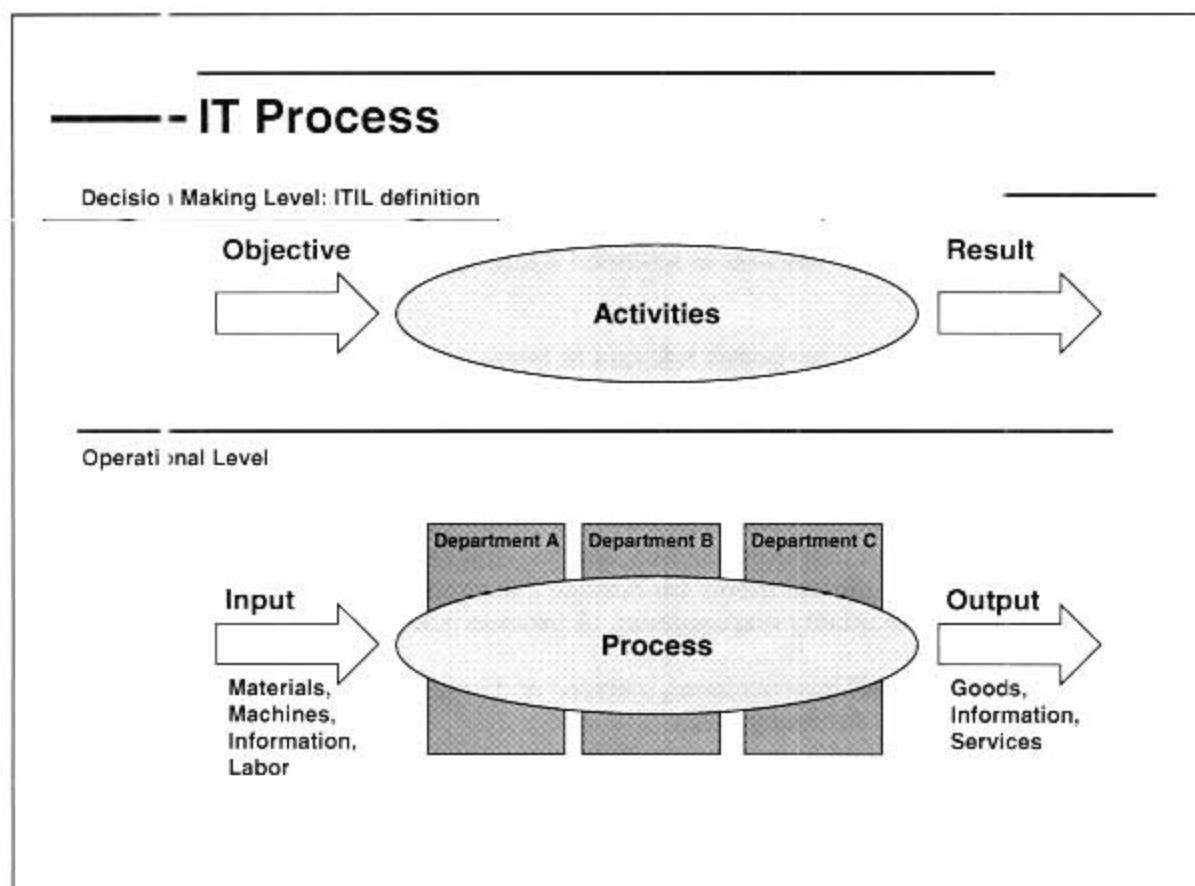 IT Process
Decision Making Level: ITIL definition
Objective
Activities
Result
Operational Level
Department A
Department B
Department C
Input
Process
Output
Materials,
Machines,
Information,
Labor
Goods,
Information,
Services